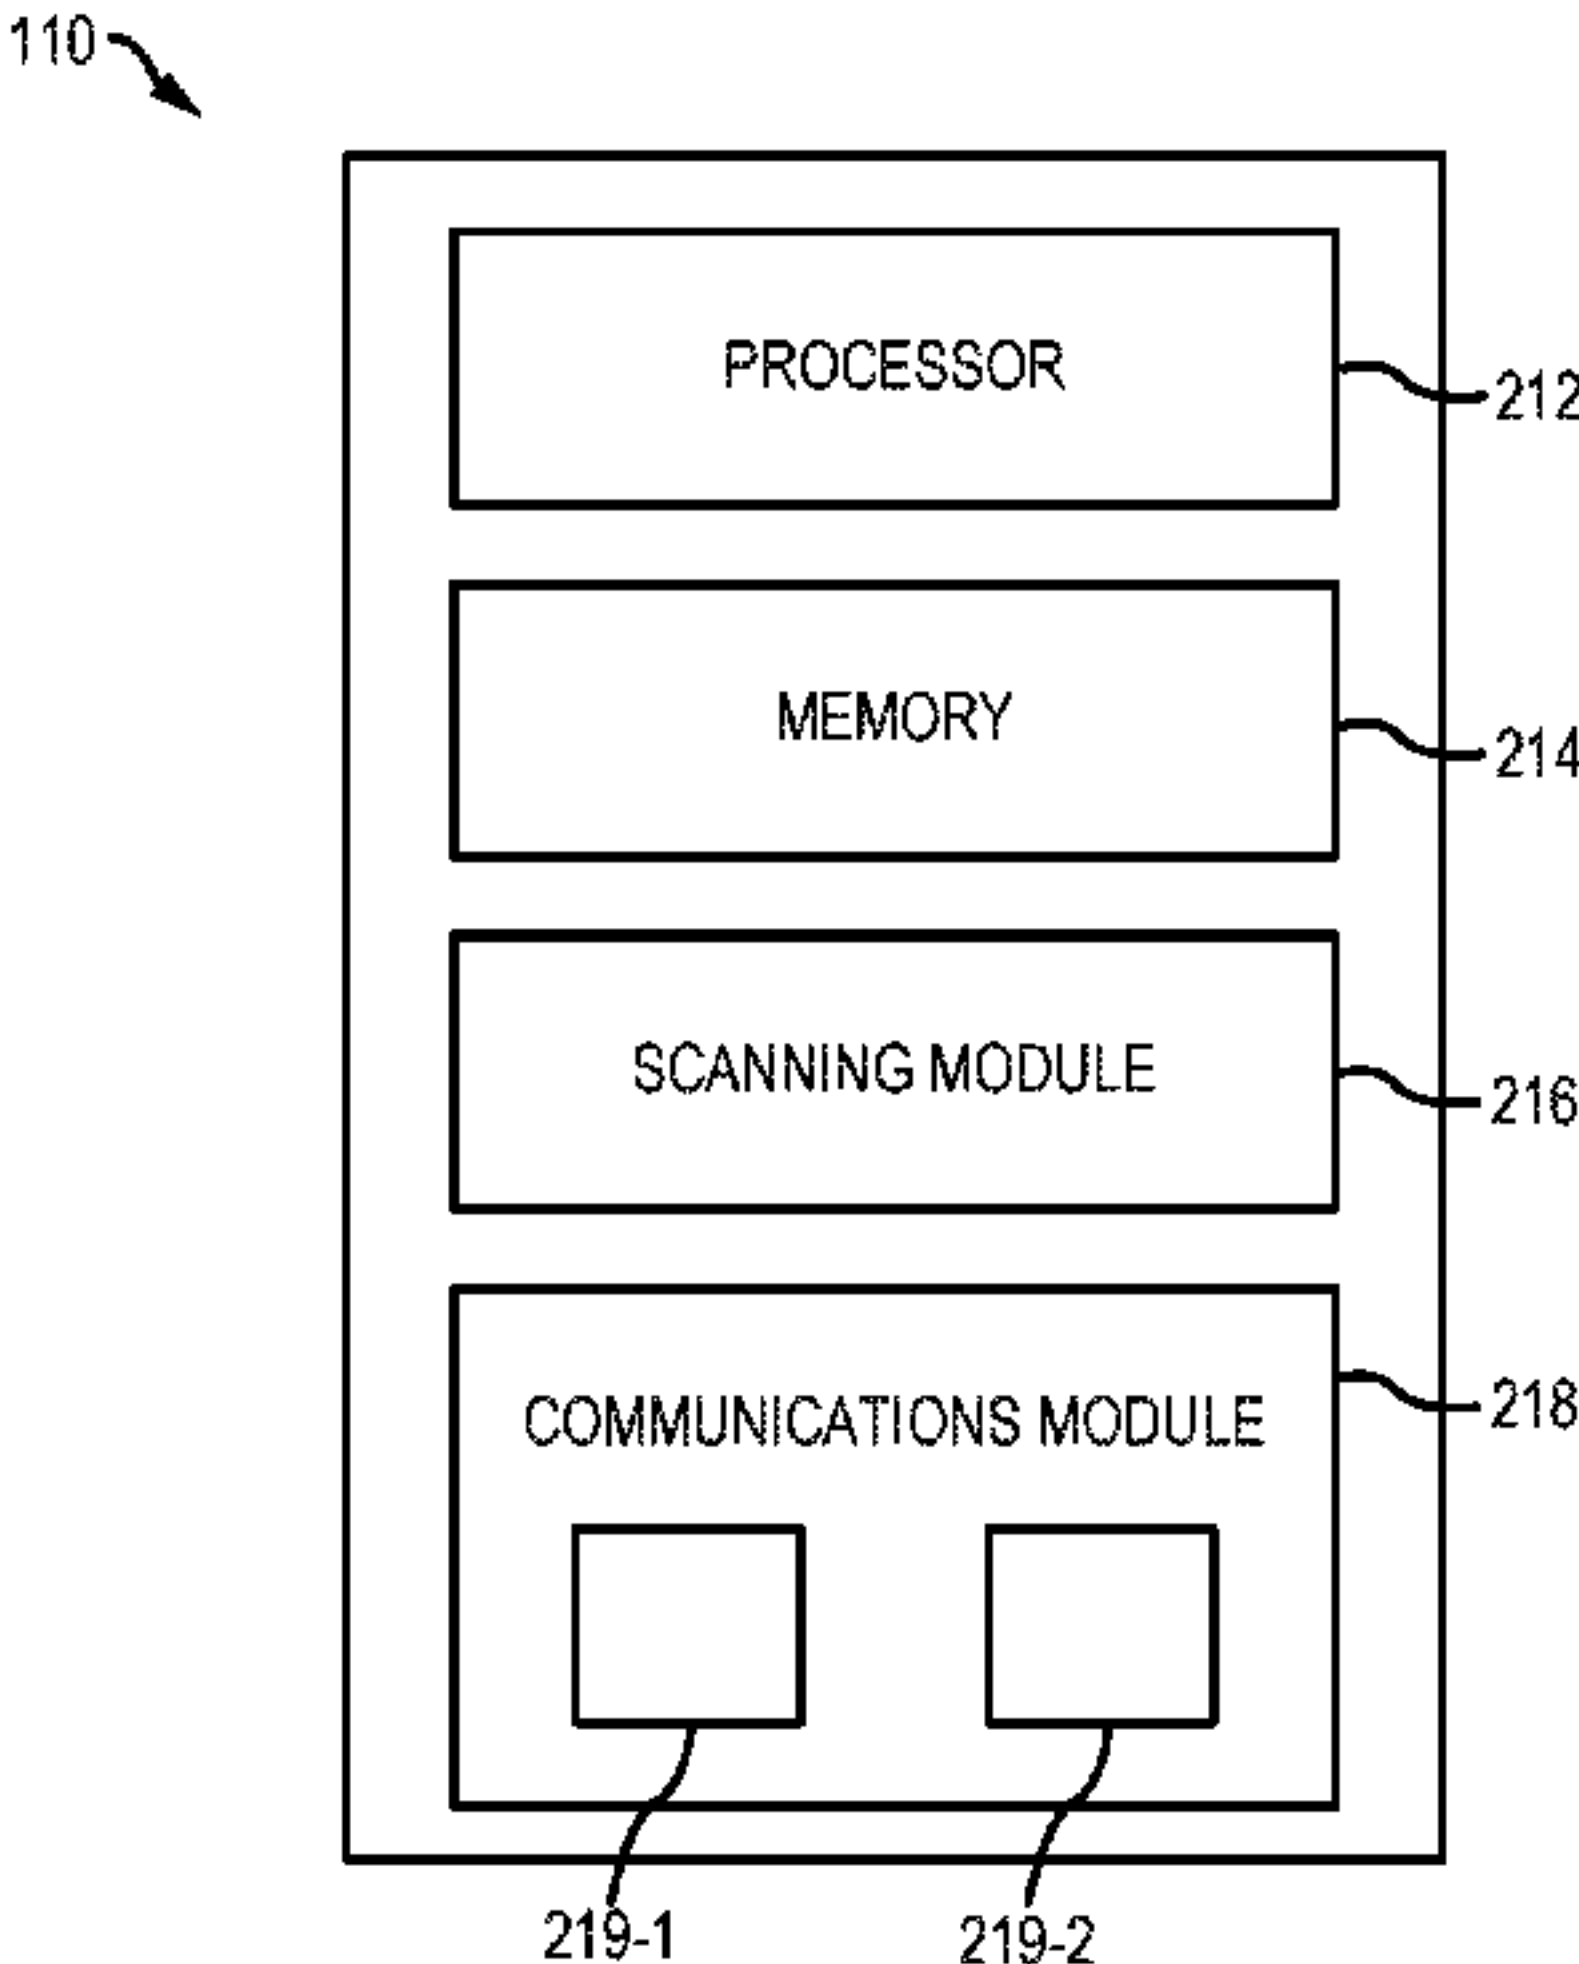 110
PROCESSOR
212
MEMORY
214
SCANNING MODULE
216
218
COMMUNICATIONS MODULE
219-1
219-2